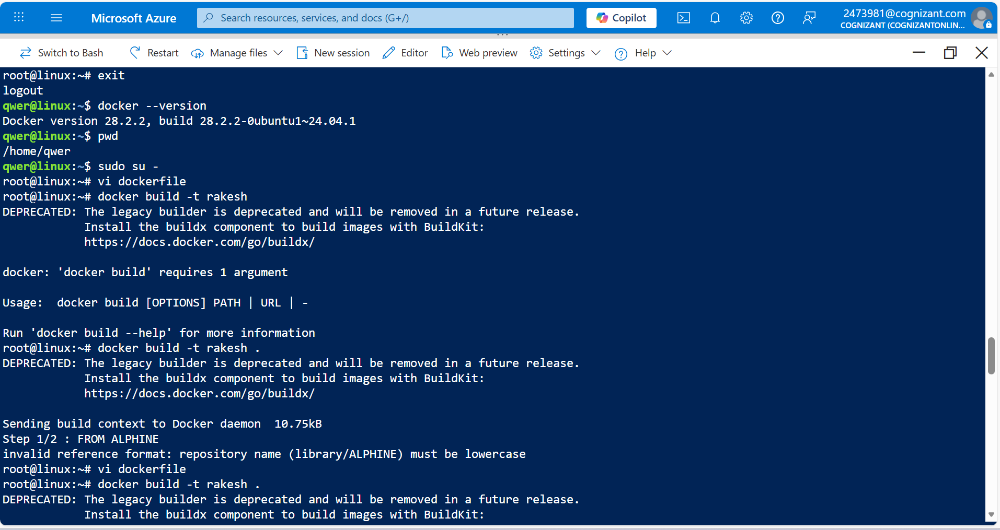 Microsoft Azure
Search resources, services, and docs (G+/)
Copilot
2473981@cognizant.com
COGNIZANT (COGNIZANTONLIN...
Switch to Bash
Restart
Manage files
New session
Editor
Web preview
Settings
Help
root@linux:~# exit
logout
qwer@linux:~$ docker --version
Docker version 28.2.2, build 28.2.2-0ubuntu1~24.04.1
qwer@linux:~$ pwd
/home/qwer
qwer@linux:~$ sudo su -
root@linux:~# vi dockerfile
root@linux:~# docker build -t rakesh
DEPRECATED: The legacy builder is deprecated and will be removed in a future release.
            Install the buildx component to build images with BuildKit:
            https://docs.docker.com/go/buildx/
docker: 'docker build' requires 1 argument
Usage:  docker build [OPTIONS] PATH | URL | -
Run 'docker build --help' for more information
root@linux:~# docker build -t rakesh .
DEPRECATED: The legacy builder is deprecated and will be removed in a future release.
            Install the buildx component to build images with BuildKit:
            https://docs.docker.com/go/buildx/
Sending build context to Docker daemon  10.75kB
Step 1/2 : FROM ALPHINE
invalid reference format: repository name (library/ALPHINE) must be lowercase
root@linux:~# vi dockerfile
root@linux:~# docker build -t rakesh .
DEPRECATED: The legacy builder is deprecated and will be removed in a future release.
            Install the buildx component to build images with BuildKit: